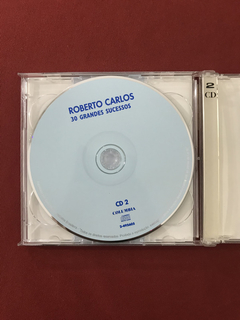 ROBERTO CARLOS
30 GRANDES SUCESSOS
CD 2
COLUMBIA
2 CD